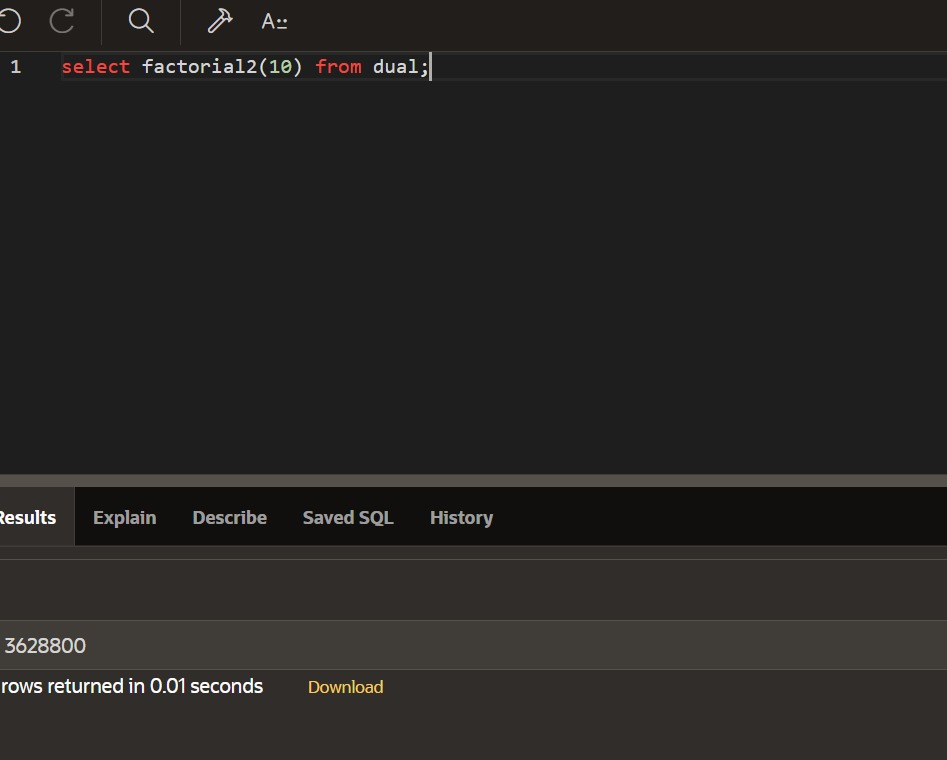 A::
1 select factorial2(10) from dual;
Results Explain Describe Saved SQL History
3628800
rows returned in 0.01 seconds Download